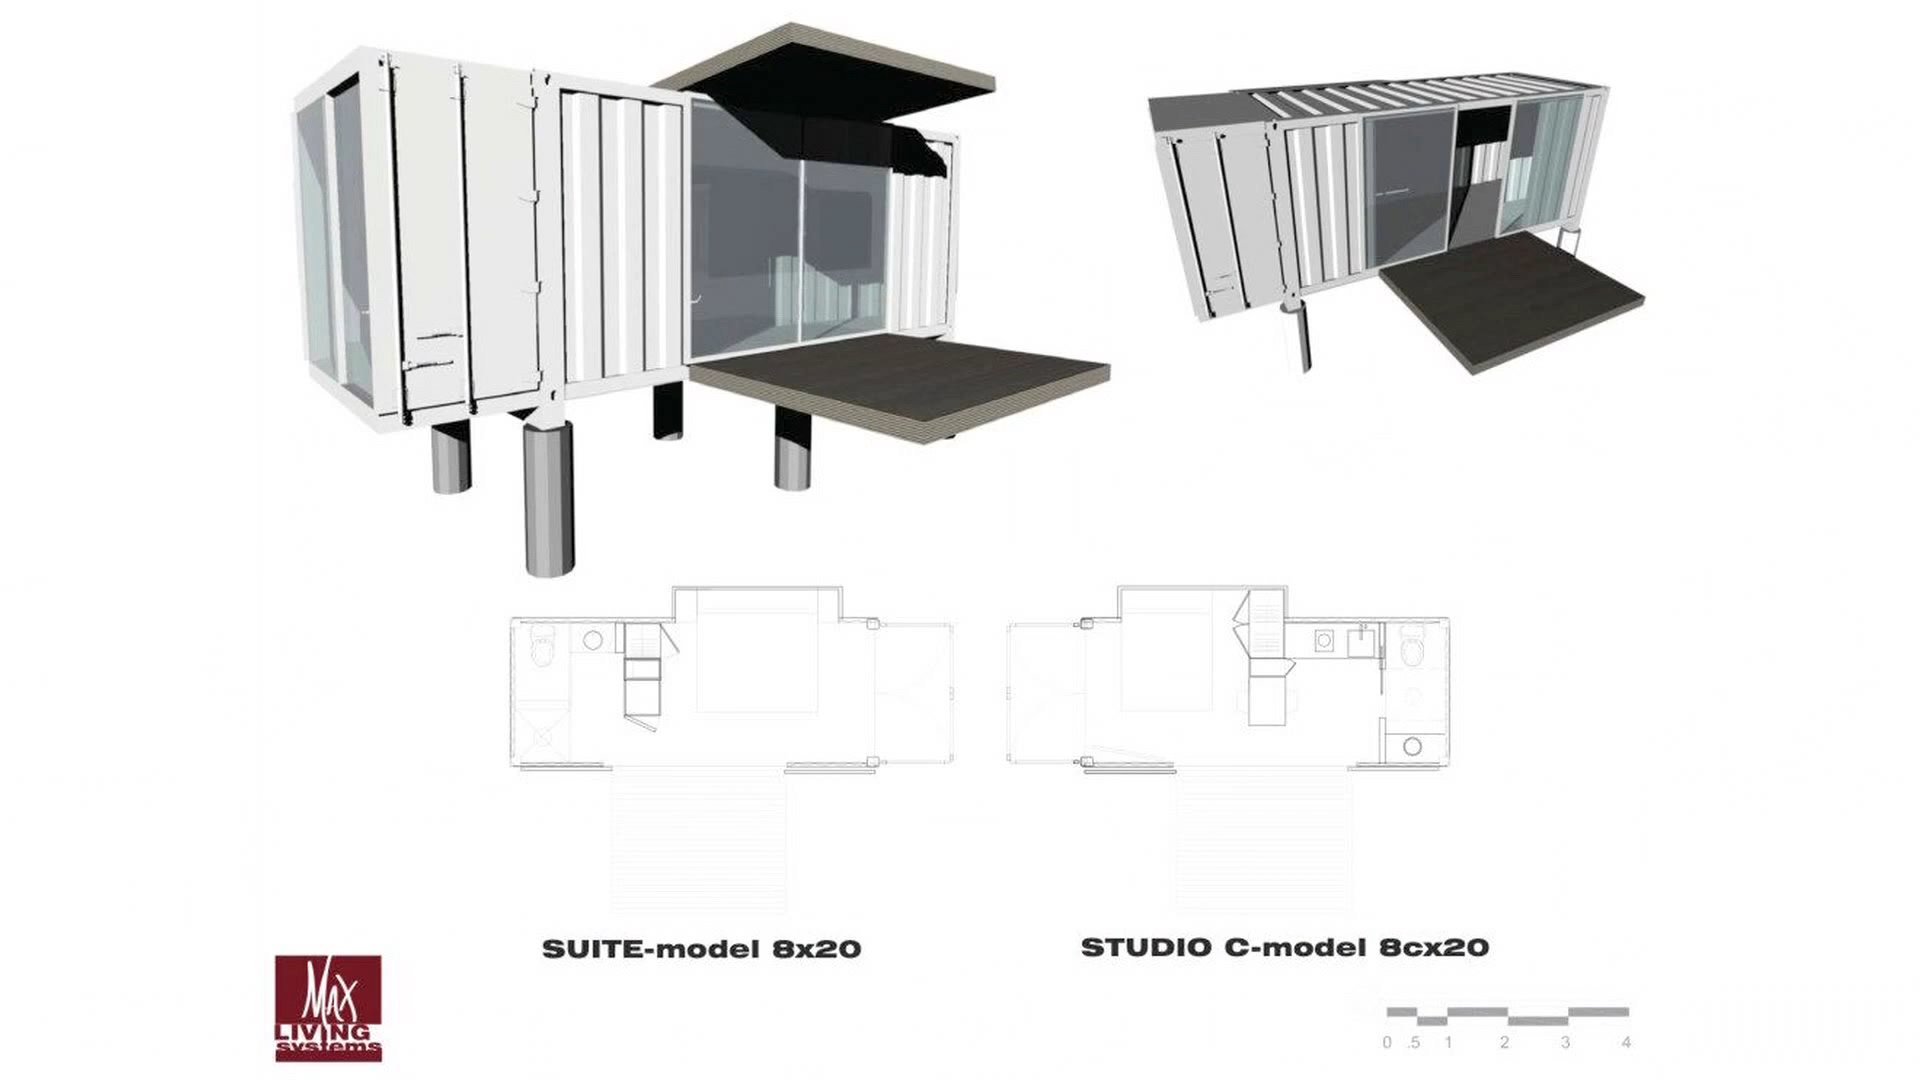 SUITE-model 8x20
STUDIO C-model 8cx20
MAX
LIVING
systems
0 .5 1 2 3 4